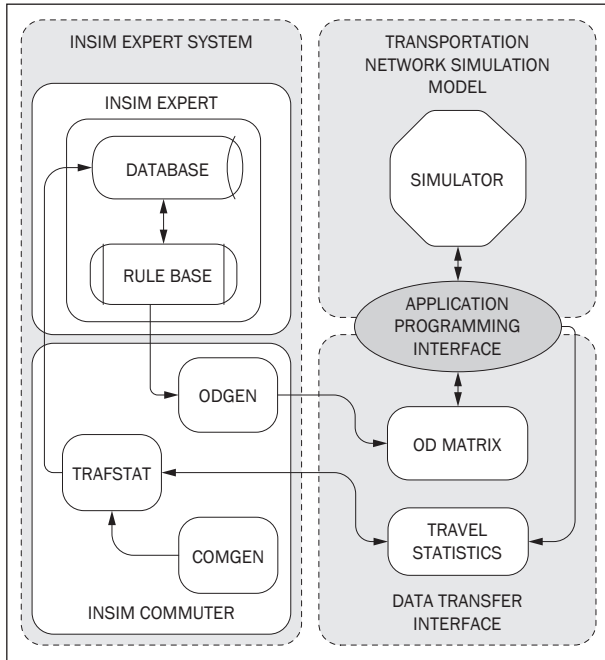 INSIM EXPERT SYSTEM
INSIM EXPERT
DATABASE
RULE BASE
ODGEN
TRAFSTAT
COMGEN
INSIM COMMUTER
TRANSPORTATION
NETWORK SIMULATION
MODEL
SIMULATOR
APPLICATION
PROGRAMMING
INTERFACE
OD MATRIX
TRAVEL
STATISTICS
DATA TRANSFER
INTERFACE